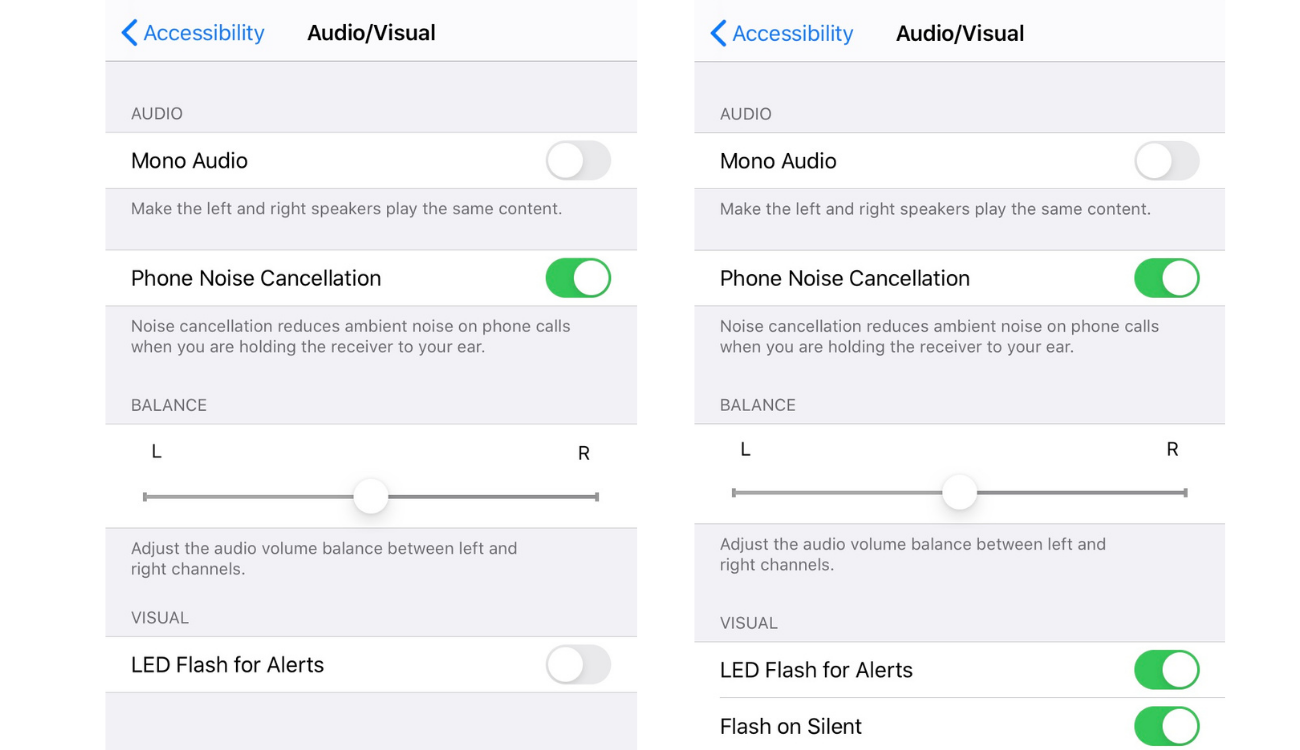 Accessibility Audio/Visual
AUDIO
Mono Audio
Make the left and right speakers play the same content.
Phone Noise Cancellation
Noise cancellation reduces ambient noise on phone calls
when you are holding the receiver to your ear.
BALANCE
L R
Adjust the audio volume balance between left and
right channels.
VISUAL
LED Flash for Alerts
Accessibility Audio/Visual
AUDIO
Mono Audio
Make the left and right speakers play the same content.
Phone Noise Cancellation
Noise cancellation reduces ambient noise on phone calls
when you are holding the receiver to your ear.
BALANCE
L R
Adjust the audio volume balance between left and
right channels.
VISUAL
LED Flash for Alerts
Flash on Silent